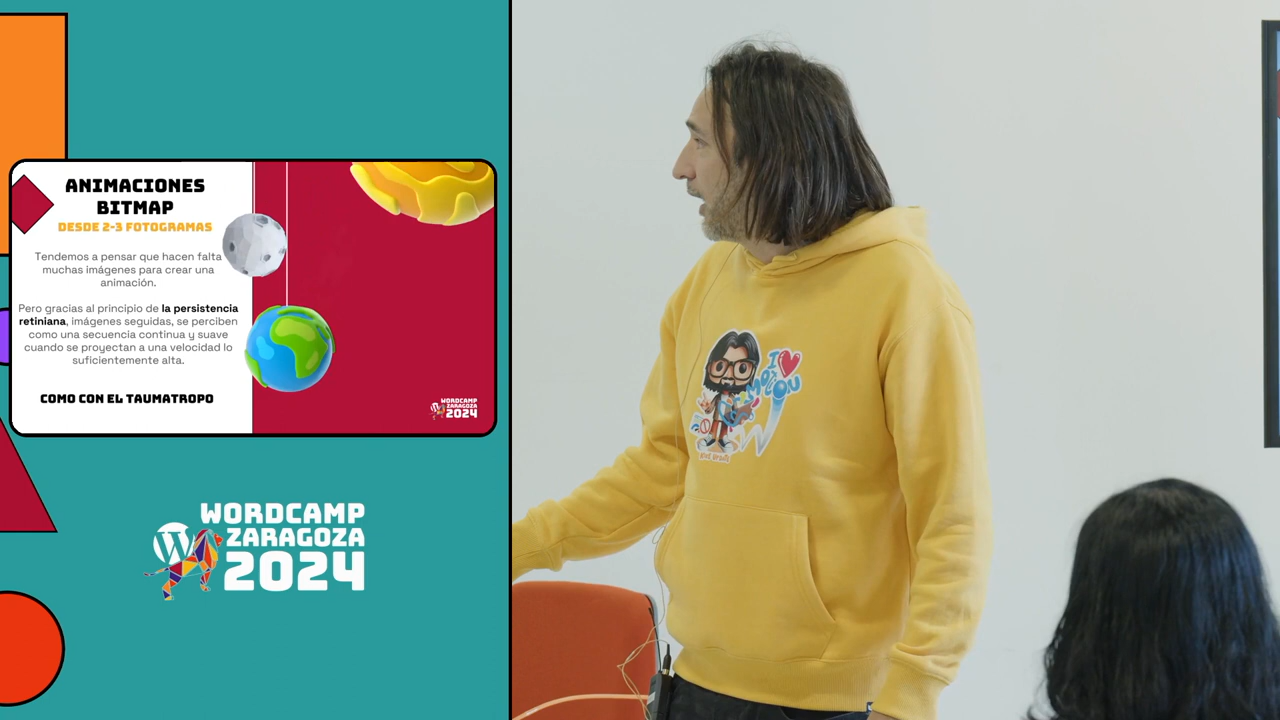 ANIMACIONES
BITMAP
DESDE 2-3 FOTOGRAMAS
Tendemos a pensar que hacen falta
muchas imágenes para crear una
animación.
Pero gracias al principio de la persistencia
retiniana, imágenes seguidas, se perciben
como una secuencia continua y suave
cuando se proyectan a una velocidad lo
suficientemente alta.
COMO CON EL TAUMATROPO
WORDCAMP
ZARAGOZA
2024
WORDCAMP
ZARAGOZA
2024
I
MOTION
W